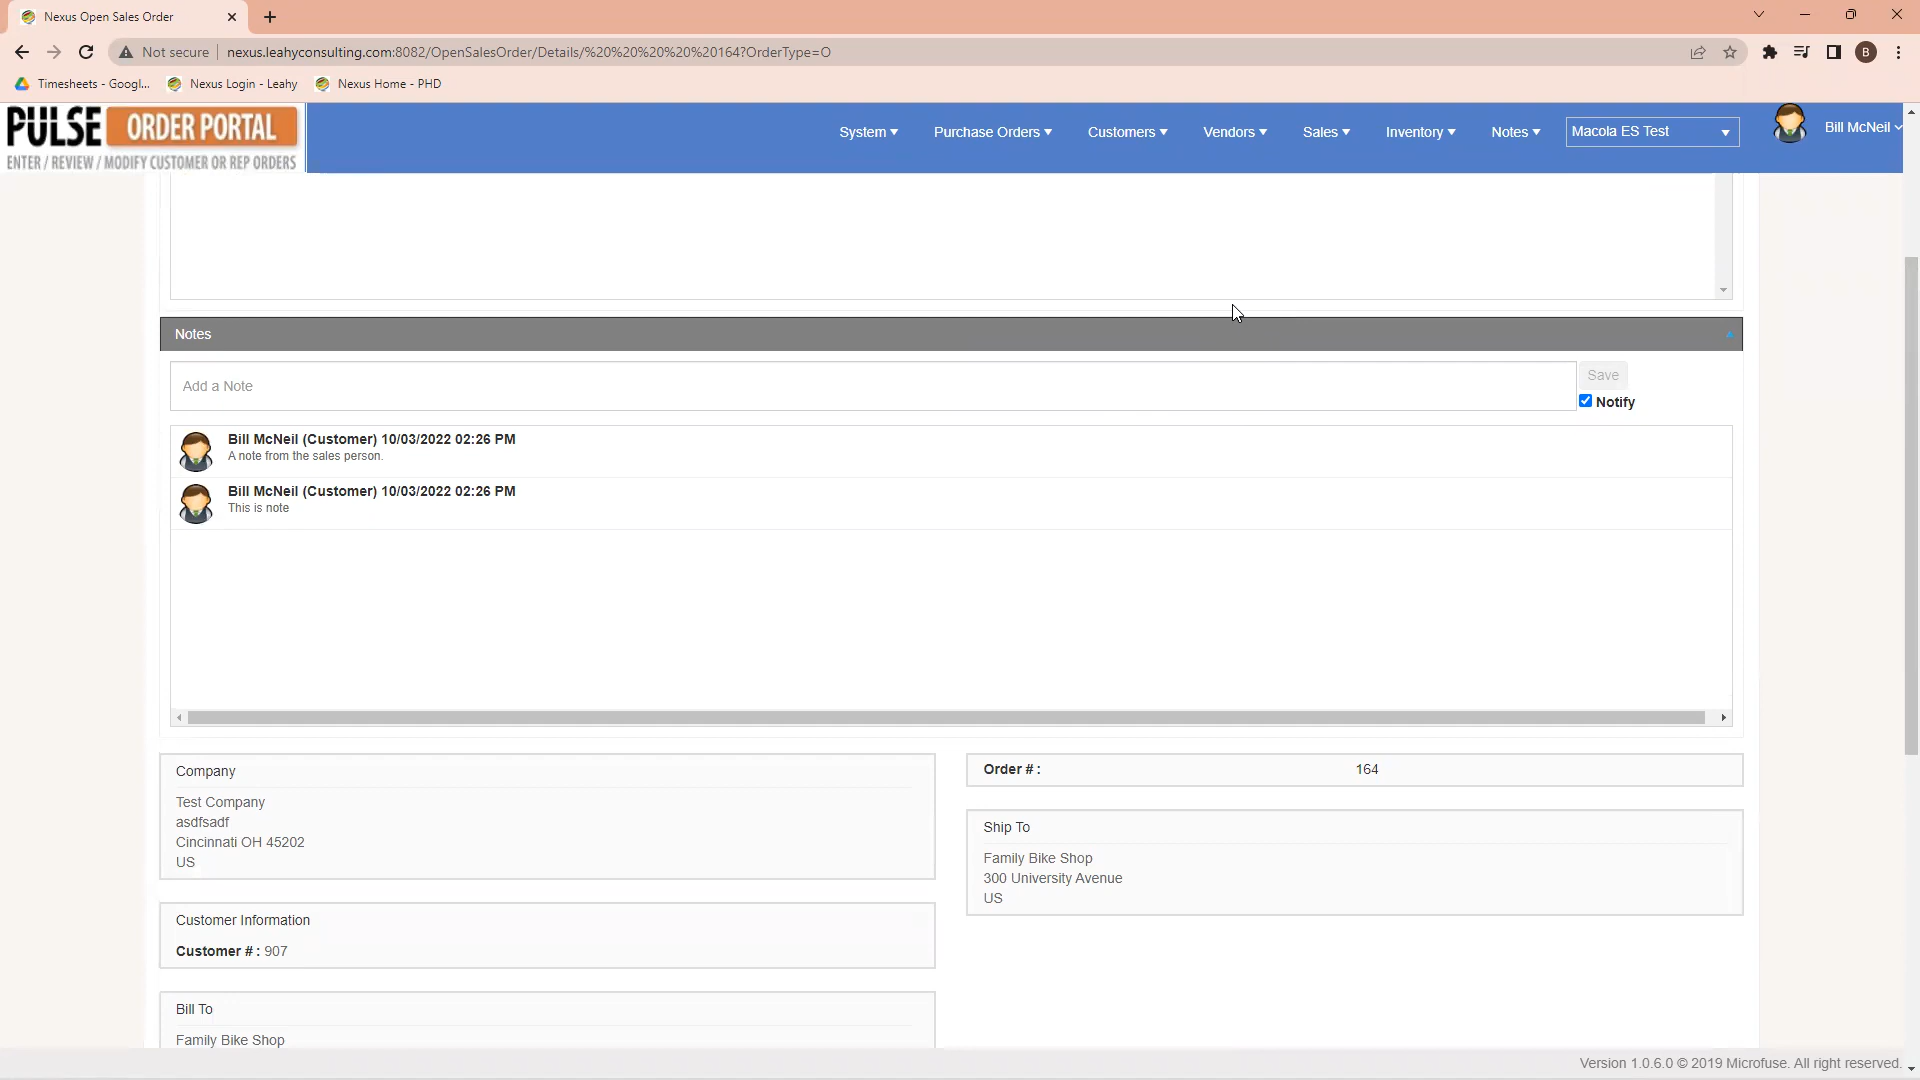 Nexus Open Sales Order
Not secure
nexus.leahyconsulting.com:8082/OpenSalesOrder/Details/%20%20%20%20%20164?OrderType=O
B
Timesheets - Googl...
Nexus Login - Leahy
Nexus Home - PHD
PULSE ORDER PORTAL
ENTER / REVIEW / MODIFY CUSTOMER OR REP ORDERS
System
Purchase Orders
Customers
Vendors
Sales
Inventory
Notes
Macola ES Test
Bill McNeil
Notes
Add a Note
Save
Notify
Bill McNeil (Customer) 10/03/2022 02:26 PM
A note from the sales person.
Bill McNeil (Customer) 10/03/2022 02:26 PM
This is note
Company
Test Company
asdfsadf
Cincinnati OH 45202
US
Order # : 164
Ship To
Family Bike Shop
300 University Avenue
US
Customer Information
Customer # : 907
Bill To
Family Bike Shop
Version 1.0.6.0 © 2019 Microfuse. All right reserved.